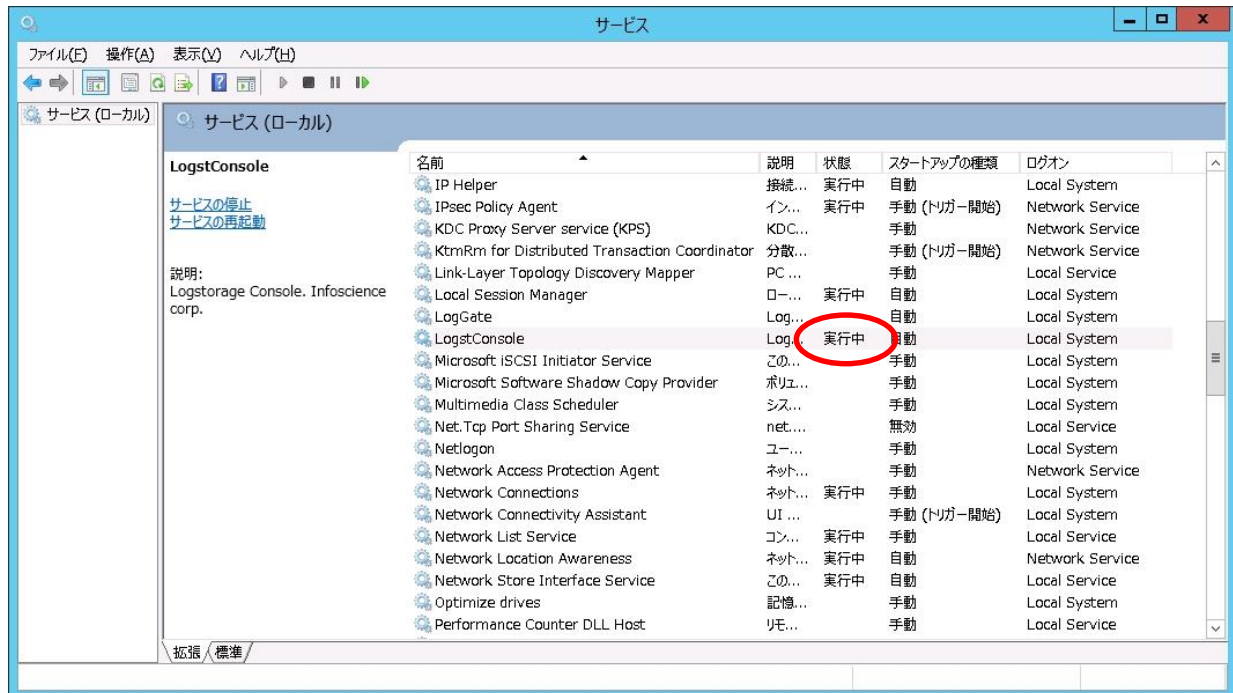 サービス
ファイル(F) 操作(A) 表示(V) ヘルプ(H)
サービス (ローカル)
サービス (ローカル)
LogstConsole
サービスの停止
サービスの再起動
説明:
Logstorage Console. Infoscience
corp.
名前 説明 状態 スタートアップの種類 ログオン
IP Helper 接続... 実行中 自動 Local System
IPsec Policy Agent イン... 実行中 手動 (トリガー開始) Network Service
KDC Proxy Server service (KPS) KDC... 手動 Network Service
KtmRm for Distributed Transaction Coordinator 分散... 手動 (トリガー開始) Network Service
Link-Layer Topology Discovery Mapper PC ... 手動 Local Service
Local Session Manager ロー... 実行中 自動 Local System
LogGate Log... 自動 Local System
LogstConsole Log... 実行中 自動 Local System
Microsoft iSCSI Initiator Service この... 手動 Local System
Microsoft Software Shadow Copy Provider ボリュ... 手動 Local System
Multimedia Class Scheduler シス... 手動 Local System
Net.Tcp Port Sharing Service net.... 無効 Local Service
Netlogon ユー... 手動 Local System
Network Access Protection Agent ネット... 手動 Network Service
Network Connections ネット... 実行中 手動 Local System
Network Connectivity Assistant UI ... 手動 (トリガー開始) Local System
Network List Service コン... 実行中 手動 Local Service
Network Location Awareness ネット... 実行中 自動 Network Service
Network Store Interface Service この... 実行中 自動 Local Service
Optimize drives 記憶... 手動 Local System
Performance Counter DLL Host リモ... 手動 Local Service
拡張 標準